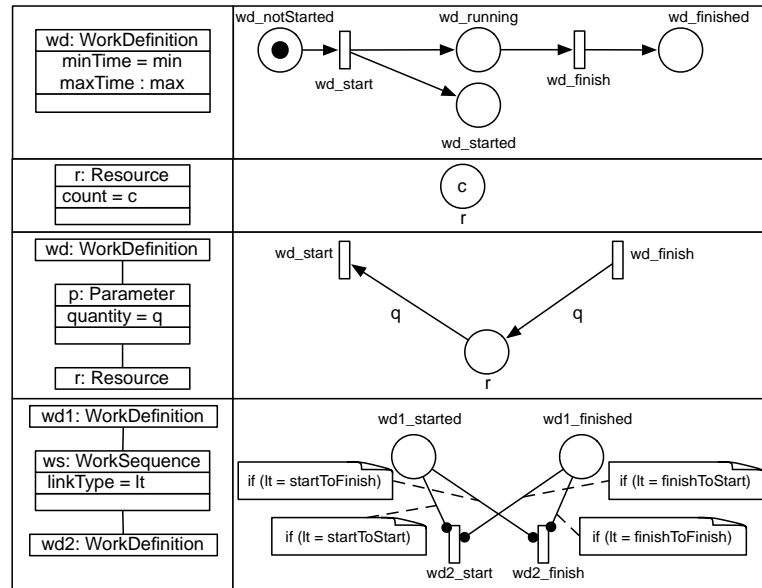 wd: WorkDefinition
minTime = min
maxTime : max
wd_notStarted
wd_running
wd_finished
wd_start
wd_finish
wd_started
r: Resource
count = c
c
r
wd: WorkDefinition
p: Parameter
quantity = q
r: Resource
wd_start
wd_finish
q
q
r
wd1: WorkDefinition
ws: WorkSequence
linkType = lt
wd2: WorkDefinition
wd1_started
wd1_finished
if (lt = startToFinish)
if (lt = finishToStart)
if (lt = startToStart)
if (lt = finishToFinish)
wd2_start
wd2_finish